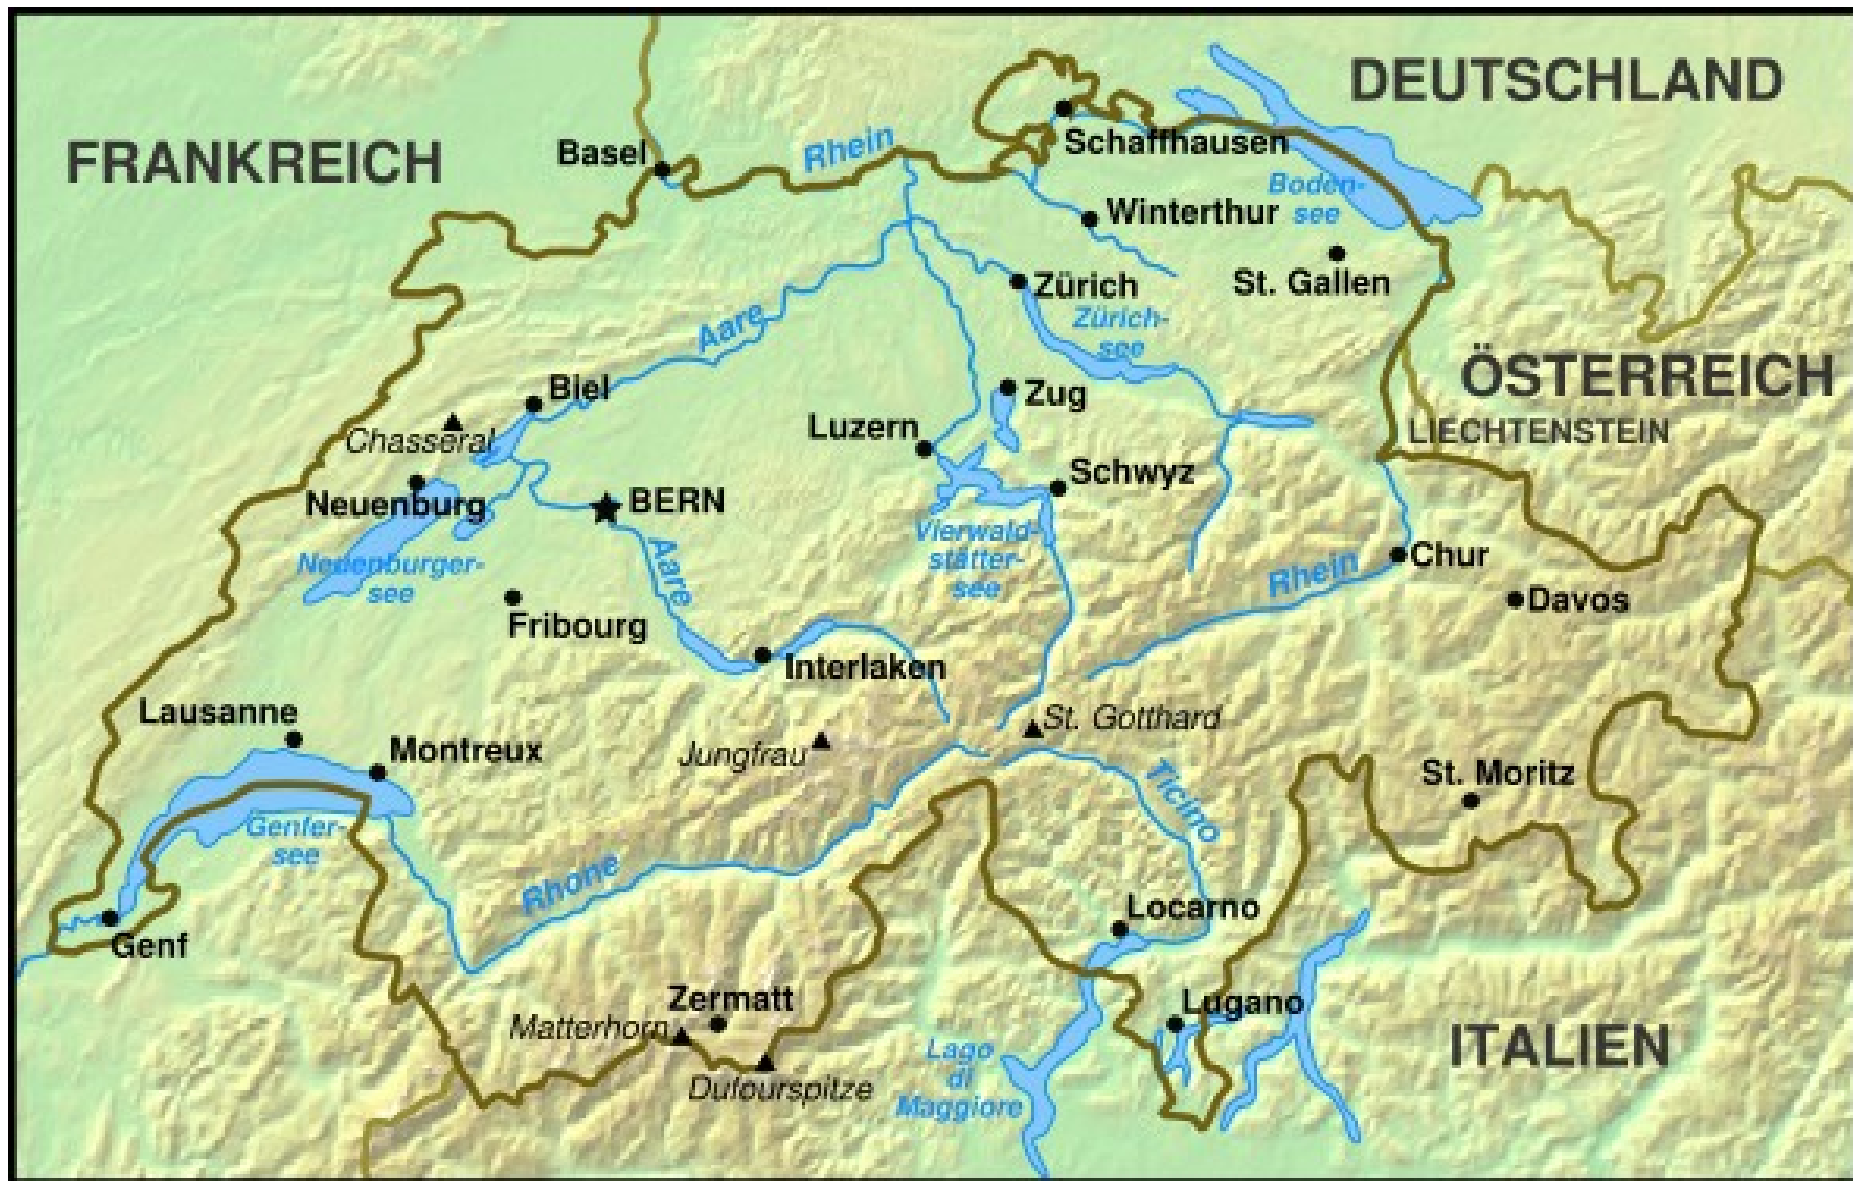 DEUTSCHLAND
FRANKREICH
Basel
Rhein
Schaffhausen
Boden-
see
Winterthur
St. Gallen
Zürich
Zürich-
see
Aare
ÖSTERREICH
LIECHTENSTEIN
Biel
Zug
Chasseral
Luzern
Schwyz
Neuenburg
BERN
Vierwald-
stätter-
see
Neuenburger-
see
Aare
Rhein
Chur
Davos
Fribourg
Interlaken
Lausanne
Montreux
Jungfrau
St. Gotthard
St. Moritz
Ticino
Genfer-
see
Rhone
Locarno
Genf
Zermatt
Lugano
Matterhorn
ITALIEN
Lago
di
Maggiore
Dufourspitze